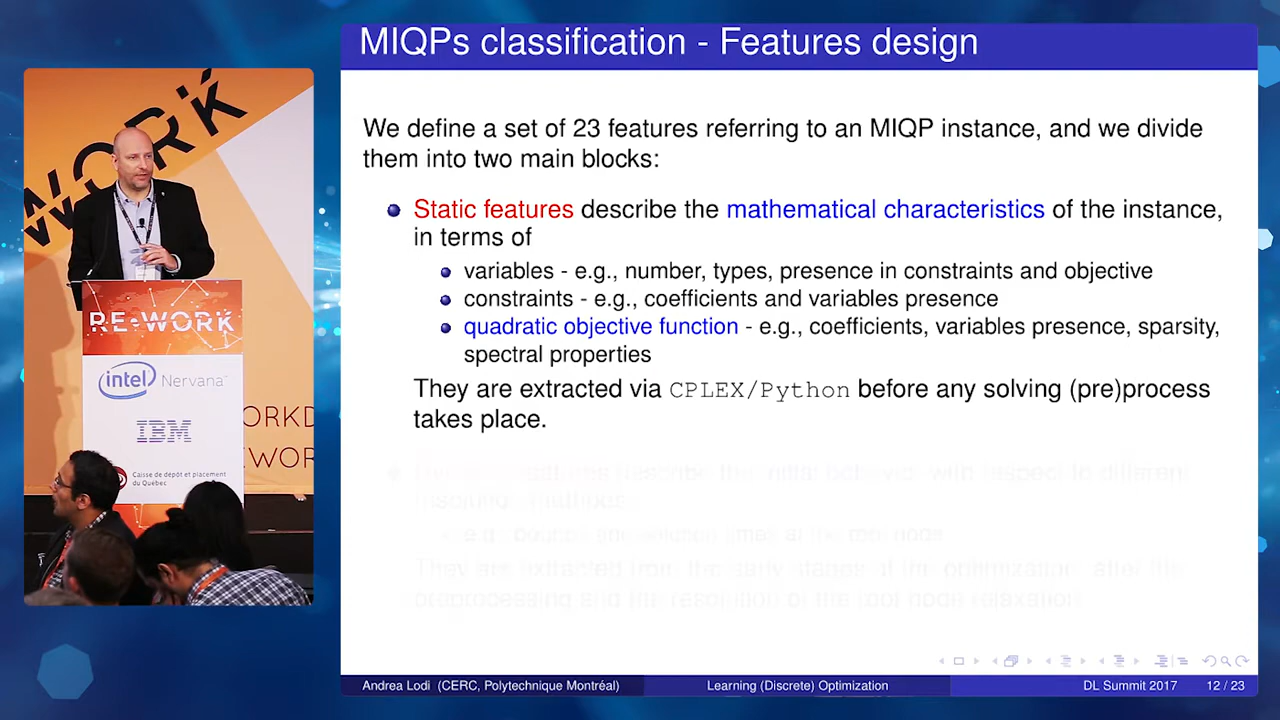 MIQPs classification - Features design
We define a set of 23 features referring to an MIQP instance, and we divide
them into two main blocks:
Static features describe the mathematical characteristics of the instance,
in terms of
variables - e.g., number, types, presence in constraints and objective
constraints - e.g., coefficients and variables presence
quadratic objective function - e.g., coefficients, variables presence, sparsity,
spectral properties
They are extracted via CPLEX/Python before any solving (pre)process
takes place.
Andrea Lodi (CERC, Polytechnique Montréal)
Learning (Discrete) Optimization
DL Summit 2017
12 / 23
WORK
WORK
RE•WORK
intel Nervana™
IBM
Caisse de dépôt et placement
du Québec